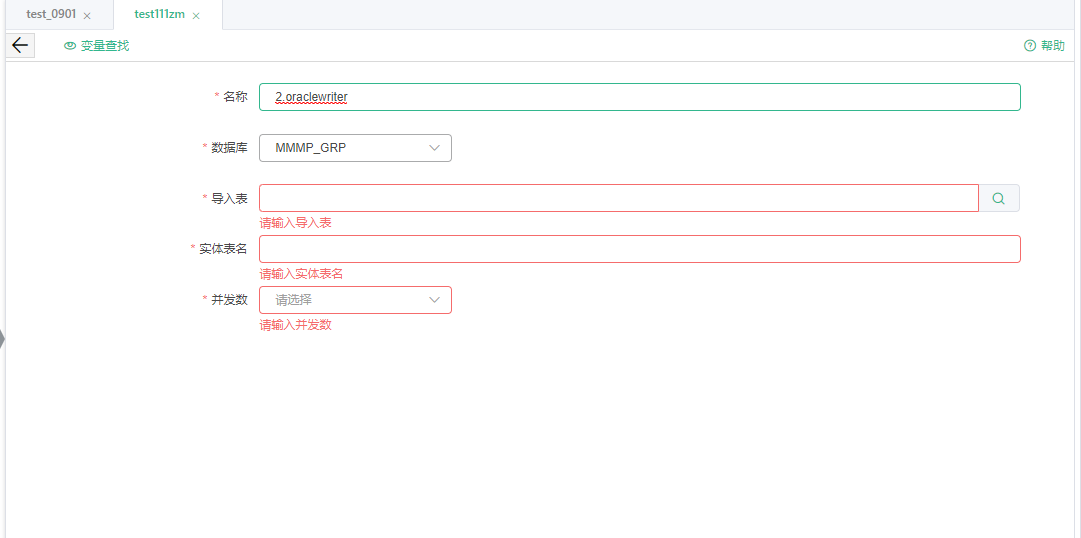 test_0901 ×
test111zm ×
变量查找
帮助
* 名称 2.oraclewriter
* 数据库 MMMP_GRP
* 导入表
请输入导入表
* 实体表名
请输入实体表名
* 并发数 请选择
请输入并发数